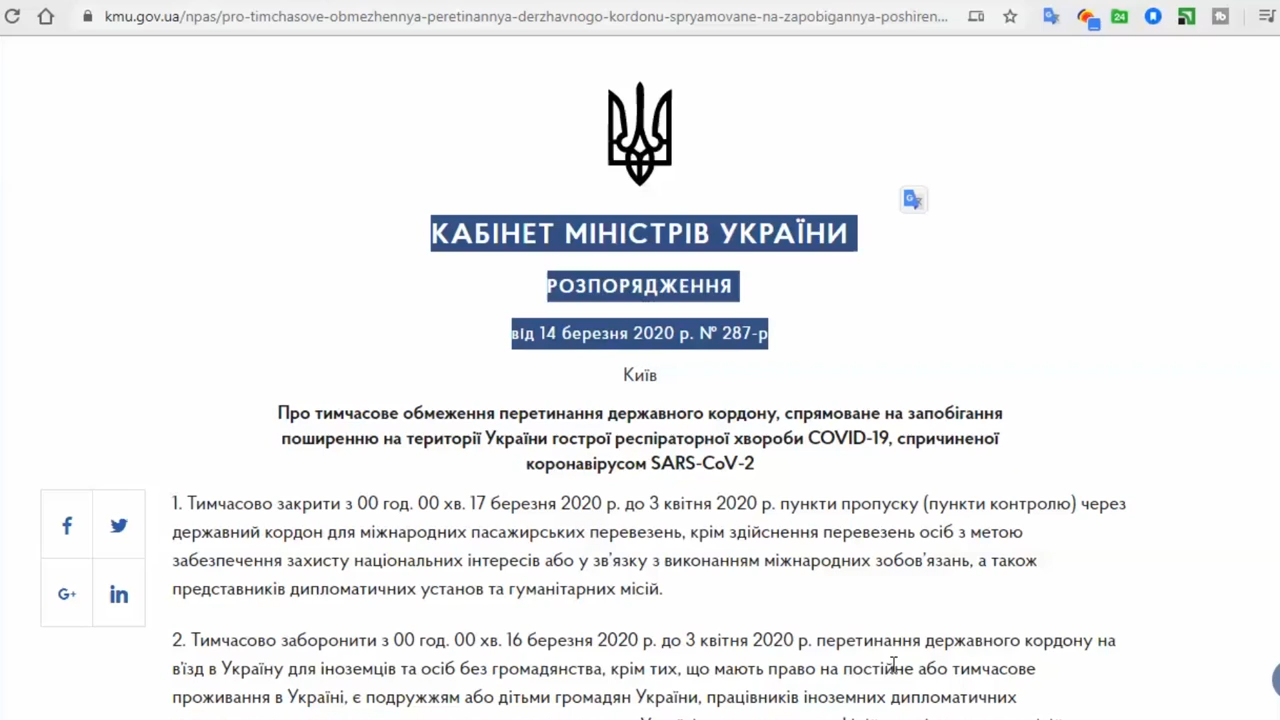 kmu.gov.ua/npas/pro-timchasove-obmezhennya-peretinannya-derzhavnogo-kordonu-spryamovane-na-zapobigannya-poshiren...
24
КАБІНЕТ МІНІСТРІВ УКРАЇНИ
РОЗПОРЯДЖЕННЯ
від 14 березня 2020 р. № 287-р
Київ
Про тимчасове обмеження перетинання державного кордону, спрямоване на запобігання
поширенню на території України гострої респіраторної хвороби COVID-19, спричиненої
коронавірусом SARS-CoV-2
1. Тимчасово закрити з 00 год. 00 хв. 17 березня 2020 р. до 3 квітня 2020 р. пункти пропуску (пункти контролю) через
державний кордон для міжнародних пасажирських перевезень, крім здійснення перевезень осіб з метою
забезпечення захисту національних інтересів або у зв’язку з виконанням міжнародних зобов’язань, а також
представників дипломатичних установ та гуманітарних місій.
2. Тимчасово заборонити з 00 год. 00 хв. 16 березня 2020 р. до 3 квітня 2020 р. перетинання державного кордону на
в’їзд в Україну для іноземців та осіб без громадянства, крім тих, що мають право на постійне або тимчасове
проживання в Україні, є подружжям або дітьми громадян України, працівників іноземних дипломатичних